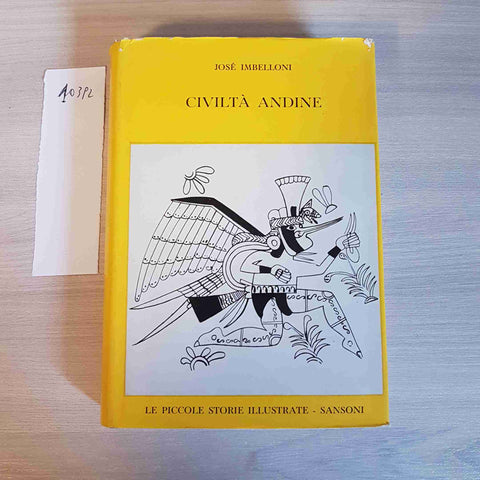 JOSÉ IMBELLONI
CIVILTÀ ANDINE
LE PICCOLE STORIE ILLUSTRATE - SANSONI